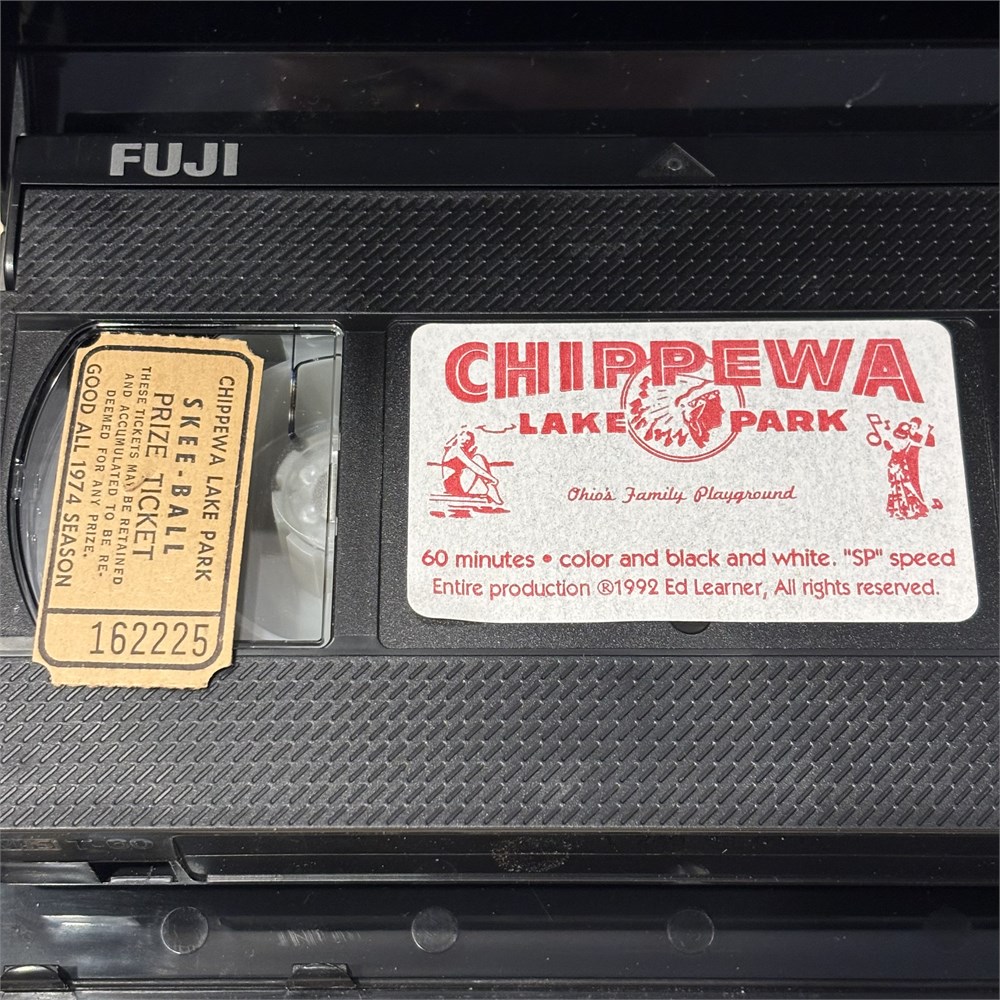 FUJI
CHIPPEWA LAKE PARK
SKEE-BALL
PRIZE TICKET
THESE TICKETS MAY BE RETAINED
AND ACCUMULATED TO BE RE-
DEEMED FOR ANY PRIZE.
GOOD ALL 1974 SEASON
162225
CHIPPEWA
LAKE PARK
Ohio's Family Playground
60 minutes • color and black and white. "SP" speed
Entire production ®1992 Ed Learner, All rights reserved.